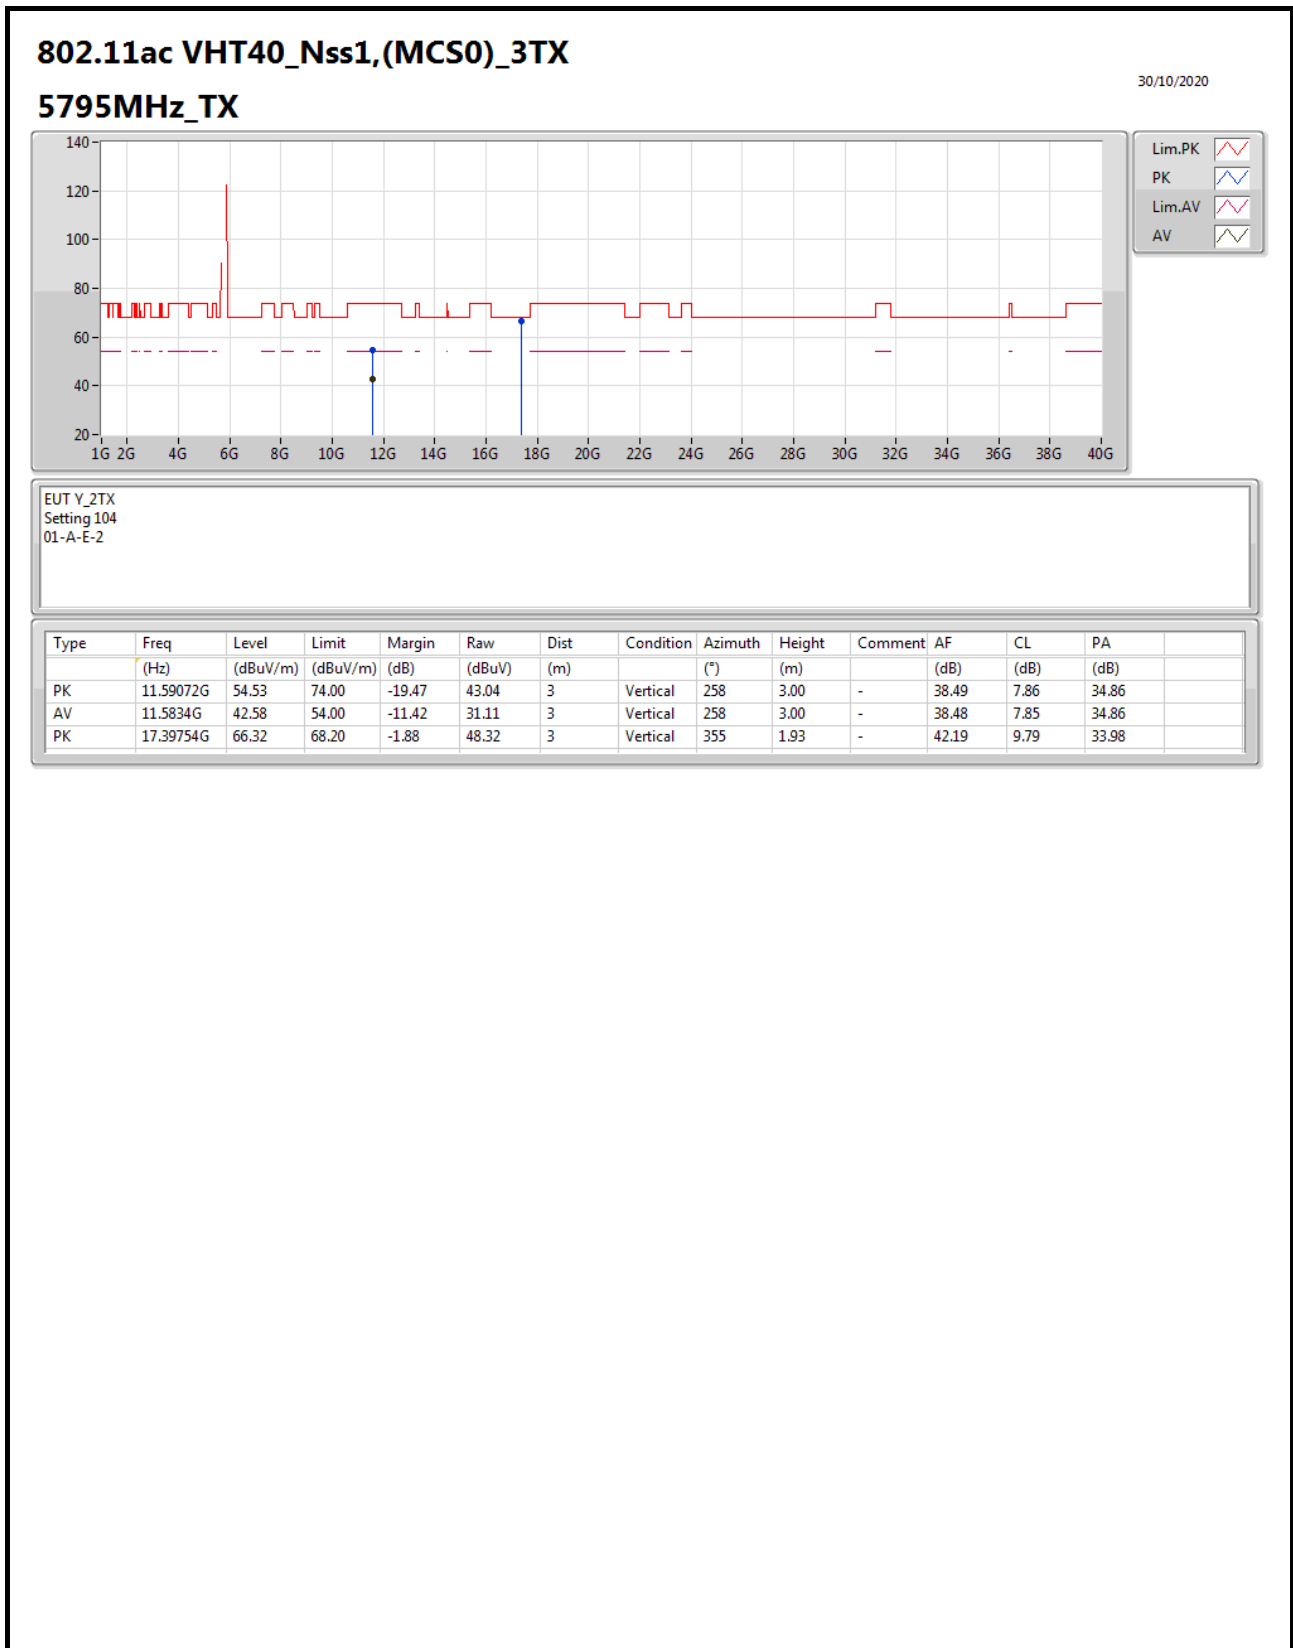 802.11ac VHT40_Nss1,(MCS0)_3TX
30/10/2020
5795MHz_TX
140
120
100
80
60
40
20
1G 2G 4G 6G 8G 10G 12G 14G 16G 18G 20G 22G 24G 26G 28G 30G 32G 34G 36G 38G 40G
Lim.PK
PK
Lim.AV
AV
EUT Y_2TX
Setting 104
01-A-E-2
Type Freq Level Limit Margin Raw Dist Condition Azimuth Height Comment AF CL PA
(Hz) (dBuV/m) (dBuV/m) (dB) (dBuV) (m) (°) (m) (dB) (dB) (dB)
PK 11.59072G 54.53 74.00 -19.47 43.04 3 Vertical 258 3.00 - 38.49 7.86 34.86
AV 11.5834G 42.58 54.00 -11.42 31.11 3 Vertical 258 3.00 - 38.48 7.85 34.86
PK 17.39754G 66.32 68.20 -1.88 48.32 3 Vertical 355 1.93 - 42.19 9.79 33.98